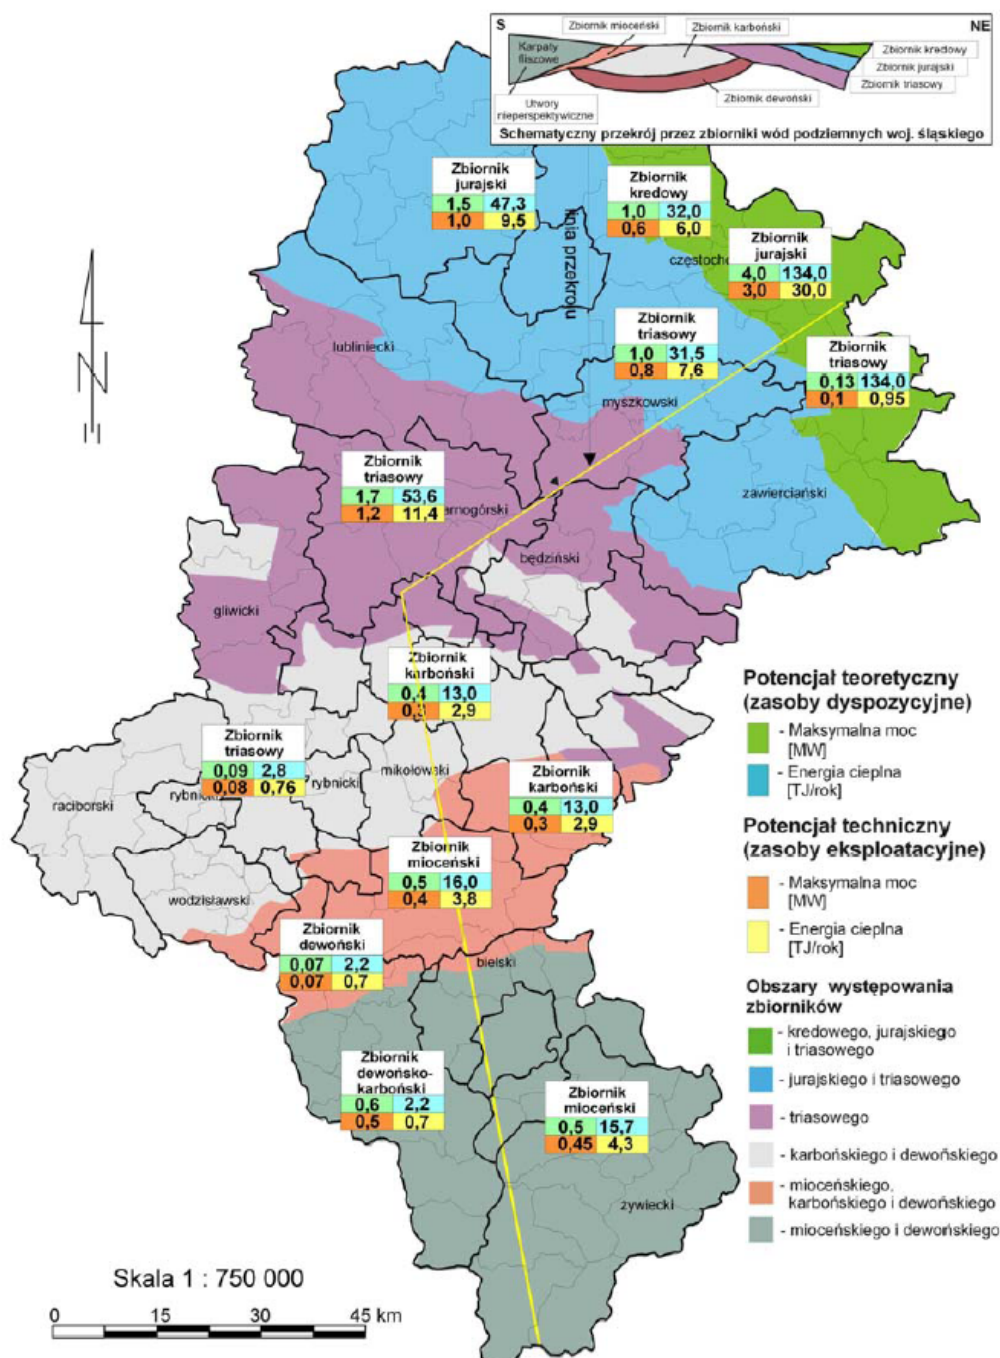 S
NE
Zbiornik mioceński
Zbiornik karboński
Karpaty
fliszowe
Zbiornik kredowy
Zbiornik jurajski
Zbiornik triasowy
Zbiornik dewoński
Utwory
nieperspektywiczne
Schematyczny przekrój przez zbiorniki wód podziemnych woj. śląskiego
Zbiornik
jurajski
1,5 47,3
1,0 9,5
Zbiornik
kredowy
1,0 32,0
0,6 6,0
linia przekroju
Zbiornik
jurajski
4,0 134,0
3,0 30,0
Zbiornik
triasowy
1,0 31,5
0,8 7,6
Zbiornik
triasowy
0,13 134,0
0,1 0,95
lubliniecki
myszkowski
N
Zbiornik
triasowy
1,7 53,6
1,2 11,4
arnogórski
zawierciański
będziński
gliwicki
Zbiornik
karboński
0,4 13,0
0,3 2,9
Zbiornik
triasowy
0,09 2,8
0,08 0,76
raciborski
rybnicki
mikołowski
Zbiornik
karboński
0,4 13,0
0,3 2,9
Zbiornik
mioceński
0,5 16,0
0,4 3,8
wodzisławski
Zbiornik
dewoński
0,07 2,2
0,07 0,7
bielski
Zbiornik
dewońsko-
karboński
0,6 2,2
0,5 0,7
Zbiornik
mioceński
0,5 15,7
0,45 4,3
żywiecki
Potencjał teoretyczny
(zasoby dyspozycyjne)
- Maksymalna moc
[MW]
- Energia cieplna
[TJ/rok]
Potencjał techniczny
(zasoby eksploatacyjne)
- Maksymalna moc
[MW]
- Energia cieplna
[TJ/rok]
Obszary występowania
zbiorników
- kredowego, jurajskiego
i triasowego
- jurajskiego i triasowego
- triasowego
- karbońskiego i dewońskiego
- mioceńskiego,
karbońskiego i dewońskiego
- mioceńskiego i dewońskiego
Skala 1 : 750 000
0 15 30 45 km